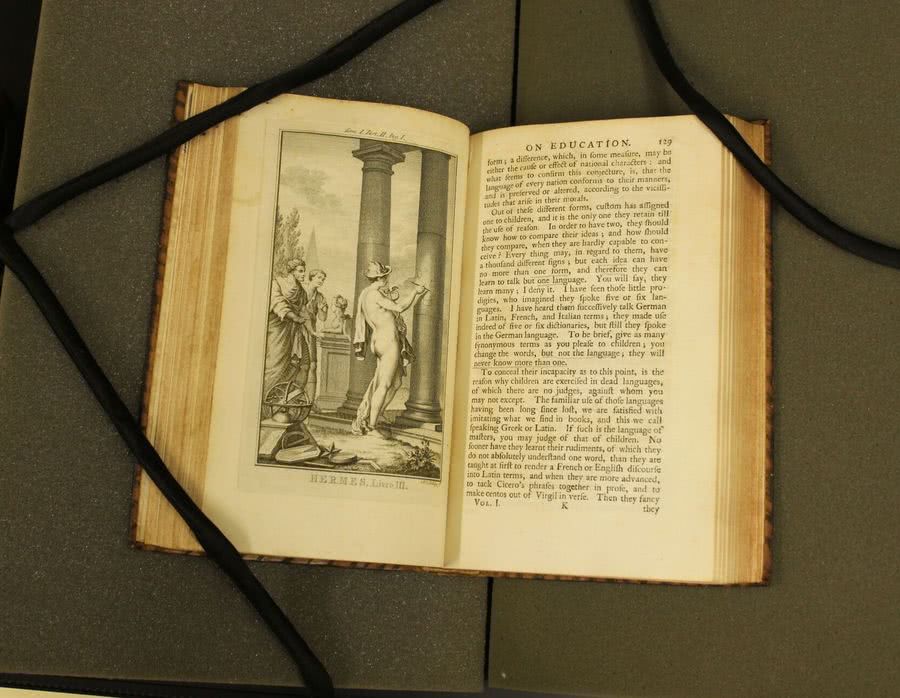 Tom. I. Part. II. Pag. I.
HERMES, Livre III.
ON EDUCATION. 129
form; a difference, which, in some measure, may be
either the cause or effect of national characters: and
what seems to confirm this conjecture, is, that the
language of every nation conforms to their manners,
and is preserved or altered, according to the vicissi-
tudes that arise in their morals.
Out of these different forms, custom has assigned
one to children, and it is the only one they retain till
the use of reason. In order to have two, they should
know how to compare their ideas; and how should
they compare, when they are hardly capable to con-
ceive? Every thing may, in regard to them, have
a thousand different signs; but each idea can have
no more than one form, and therefore they can
learn to talk but one language. You will say, they
learn many; I deny it. I have seen those little pro-
digies, who imagined they spoke five or six lan-
guages. I have heard them successively talk German
in Latin, French, and Italian terms; they made use
indeed of five or six dictionaries, but still they spoke
in the German language. To be brief, give as many
synonymous terms as you please to children; you
change the words, but not the language; they will
never know more than one.
To conceal their incapacity as to this point, is the
reason why children are exercised in dead languages,
of which there are no judges, against whom you
may not except. The familiar use of those languages
having been long since lost, we are satisfied with
imitating what we find in books, and this we call
speaking Greek or Latin. If such is the language of
masters, you may judge of that of children. No
sooner have they learnt their rudiments, of which they
do not absolutely understand one word, than they are
taught at first to render a French or English discourse
into Latin terms, and when they are more advanced,
to tack Cicero's phrases together in prose, and to
make centos out of Virgil in verse. Then they fancy
VOL. I. K they